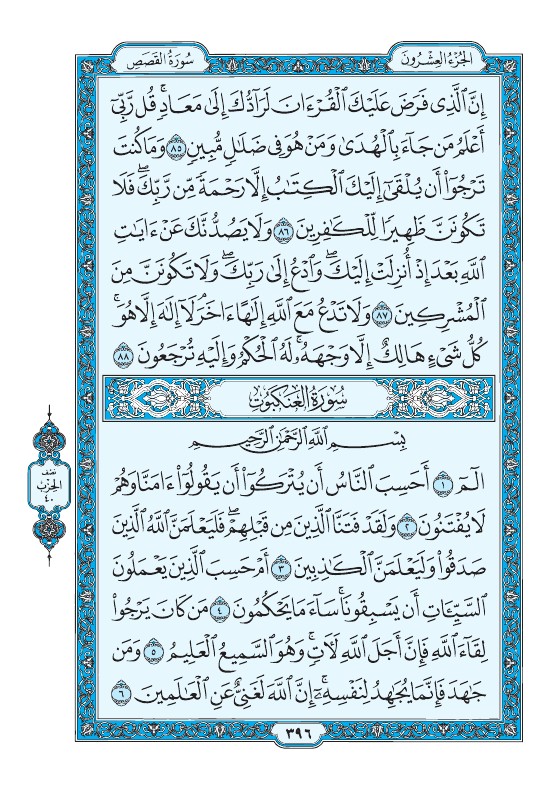 الجُزْءُ العِشْرُونَ
سُورَةُ القَصَصِ
إِنَّ ٱلَّذِى فَرَضَ عَلَيْكَ ٱلْقُرْءَانَ لَرَآدُّكَ إِلَىٰ مَعَادٍۚ قُل رَّبِّىٓ
أَعْلَمُ مَن جَآءَ بِٱلْهُدَىٰ وَمَنْ هُوَ فِى ضَلَٰلٍ مُّبِينٍ ٨٥ وَمَا كُنتَ
تَرْجُوٓا۟ أَن يُلْقَىٰٓ إِلَيْكَ ٱلْكِتَٰبُ إِلَّا رَحْمَةً مِّن رَّبِّكَۖ فَلَا
تَكُونَنَّ ظَهِيرًا لِّلْكَٰفِرِينَ ٨٦ وَلَا يَصُدُّنَّكَ عَنْ ءَايَٰتِ
ٱللَّهِ بَعْدَ إِذْ أُنزِلَتْ إِلَيْكَۖ وَٱدْعُ إِلَىٰ رَبِّكَۖ وَلَا تَكُونَنَّ مِنَ
ٱلْمُشْرِكِينَ ٨٧ وَلَا تَدْعُ مَعَ ٱللَّهِ إِلَٰهًا ءَاخَرَۘ لَآ إِلَٰهَ إِلَّا هُوَۚ
كُلُّ شَىْءٍ هَالِكٌ إِلَّا وَجْهَهُۥۚ لَهُ ٱلْحُكْمُ وَإِلَيْهِ تُرْجَعُونَ ٨٨
سُورَةُ العَنكَبُوتِ
بِسْمِ ٱللَّهِ ٱلرَّحْمَٰنِ ٱلرَّحِيمِ
الٓمٓ ١ أَحَسِبَ ٱلنَّاسُ أَن يُتْرَكُوٓا۟ أَن يَقُولُوٓا۟ ءَامَنَّا وَهُمْ
لَا يُفْتَنُونَ ٢ وَلَقَدْ فَتَنَّا ٱلَّذِينَ مِن قَبْلِهِمْۖ فَلَيَعْلَمَنَّ ٱللَّهُ ٱلَّذِينَ
صَدَقُوا۟ وَلَيَعْلَمَنَّ ٱلْكَٰذِبِينَ ٣ أَمْ حَسِبَ ٱلَّذِينَ يَعْمَلُونَ
ٱلسَّيِّـَٔاتِ أَن يَسْبِقُونَاۚ سَآءَ مَا يَحْكُمُونَ ٤ مَن كَانَ يَرْجُوا۟
لِقَآءَ ٱللَّهِ فَإِنَّ أَجَلَ ٱللَّهِ لَءَاتٍۚ وَهُوَ ٱلسَّمِيعُ ٱلْعَلِيمُ ٥ وَمَن
جَٰهَدَ فَإِنَّمَا يُجَٰهِدُ لِنَفْسِهِۦٓۚ إِنَّ ٱللَّهَ لَغَنِىٌّ عَنِ ٱلْعَٰلَمِينَ ٦
نصف
الحزب
٤٠
٣٩٦